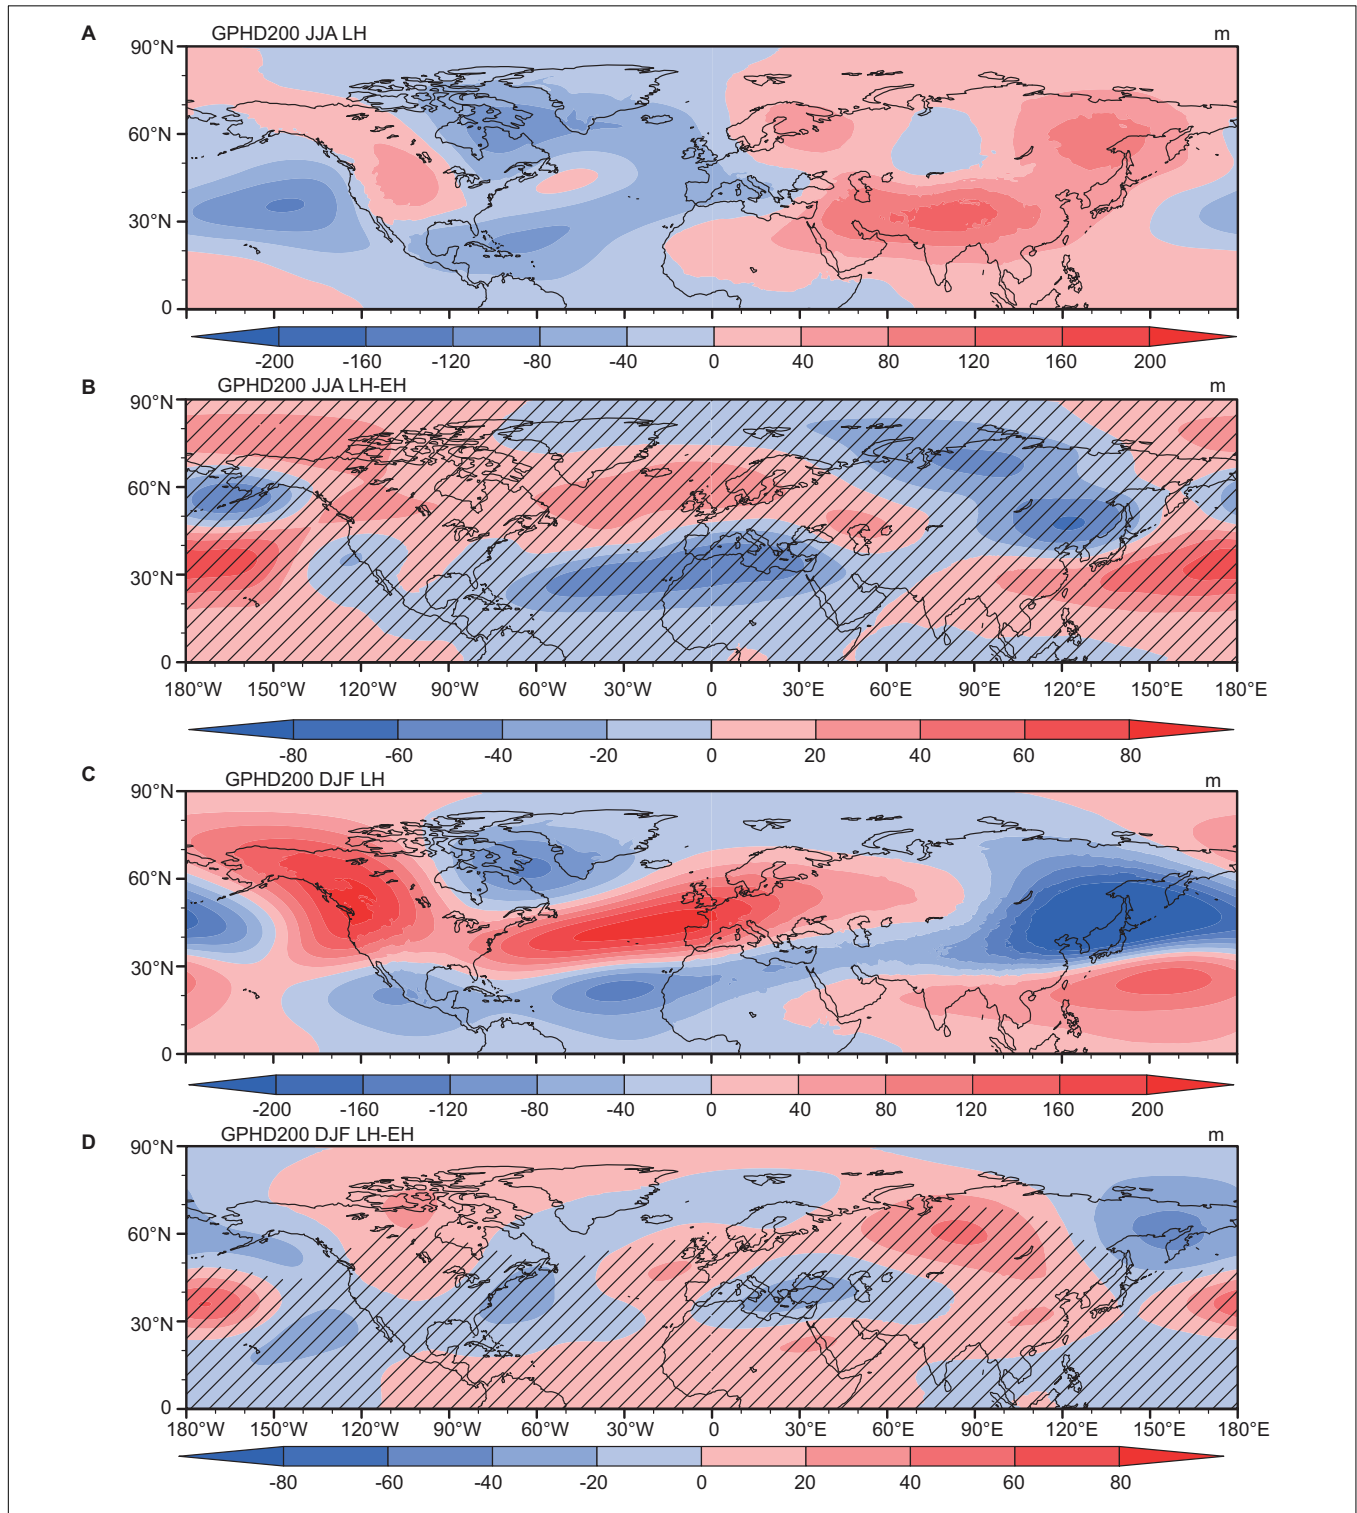 A GPHD200 JJA LH m
90°N
60°N
30°N
0
-200 -160 -120 -80 -40 0 40 80 120 160 200
B GPHD200 JJA LH-EH m
90°N
60°N
30°N
0
180°W 150°W 120°W 90°W 60°W 30°W 0 30°E 60°E 90°E 120°E 150°E 180°E
-80 -60 -40 -20 0 20 40 60 80
C GPHD200 DJF LH m
90°N
60°N
30°N
0
-200 -160 -120 -80 -40 0 40 80 120 160 200
D GPHD200 DJF LH-EH m
90°N
60°N
30°N
0
180°W 150°W 120°W 90°W 60°W 30°W 0 30°E 60°E 90°E 120°E 150°E 180°E
-80 -60 -40 -20 0 20 40 60 80